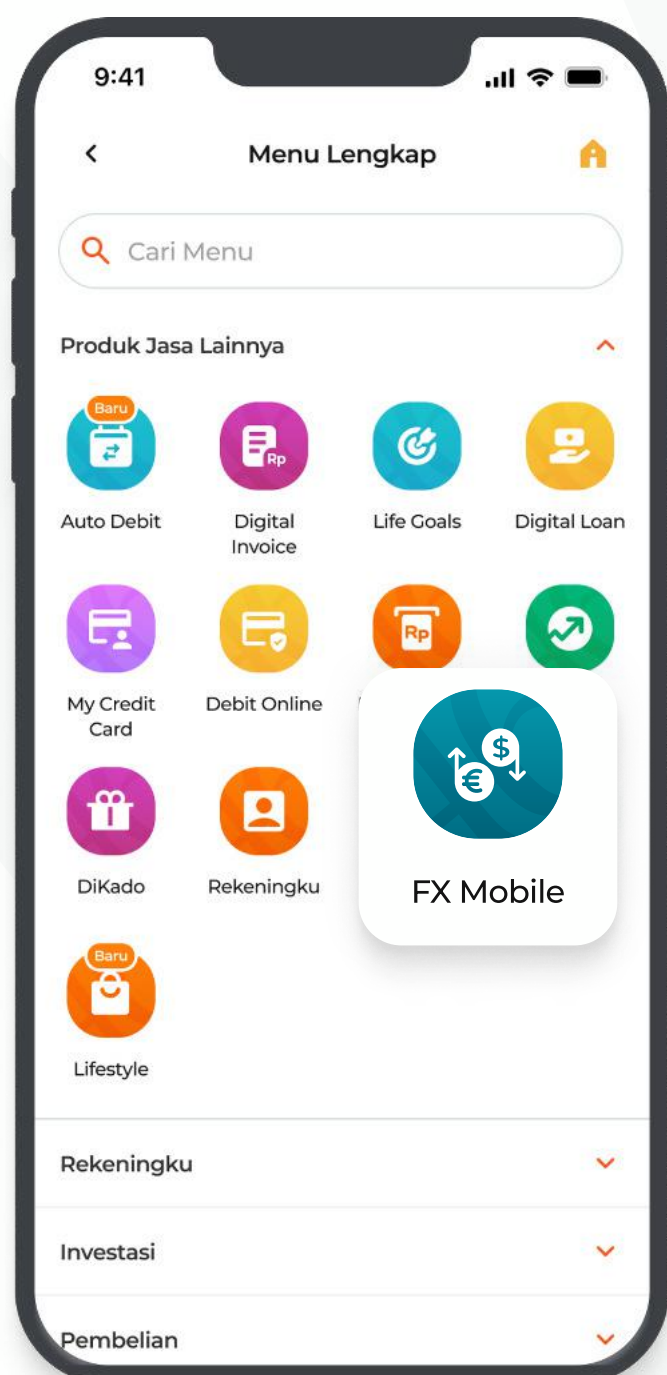 9:41
Menu Lengkap
Cari Menu
Produk Jasa Lainnya
Baru
Rp
Auto Debit
Digital
Invoice
Life Goals
Digital Loan
Rp
My Credit
Card
Debit Online
$
€
DiKado
Rekeningku
FX Mobile
Baru
Lifestyle
Rekeningku
Investasi
Pembelian